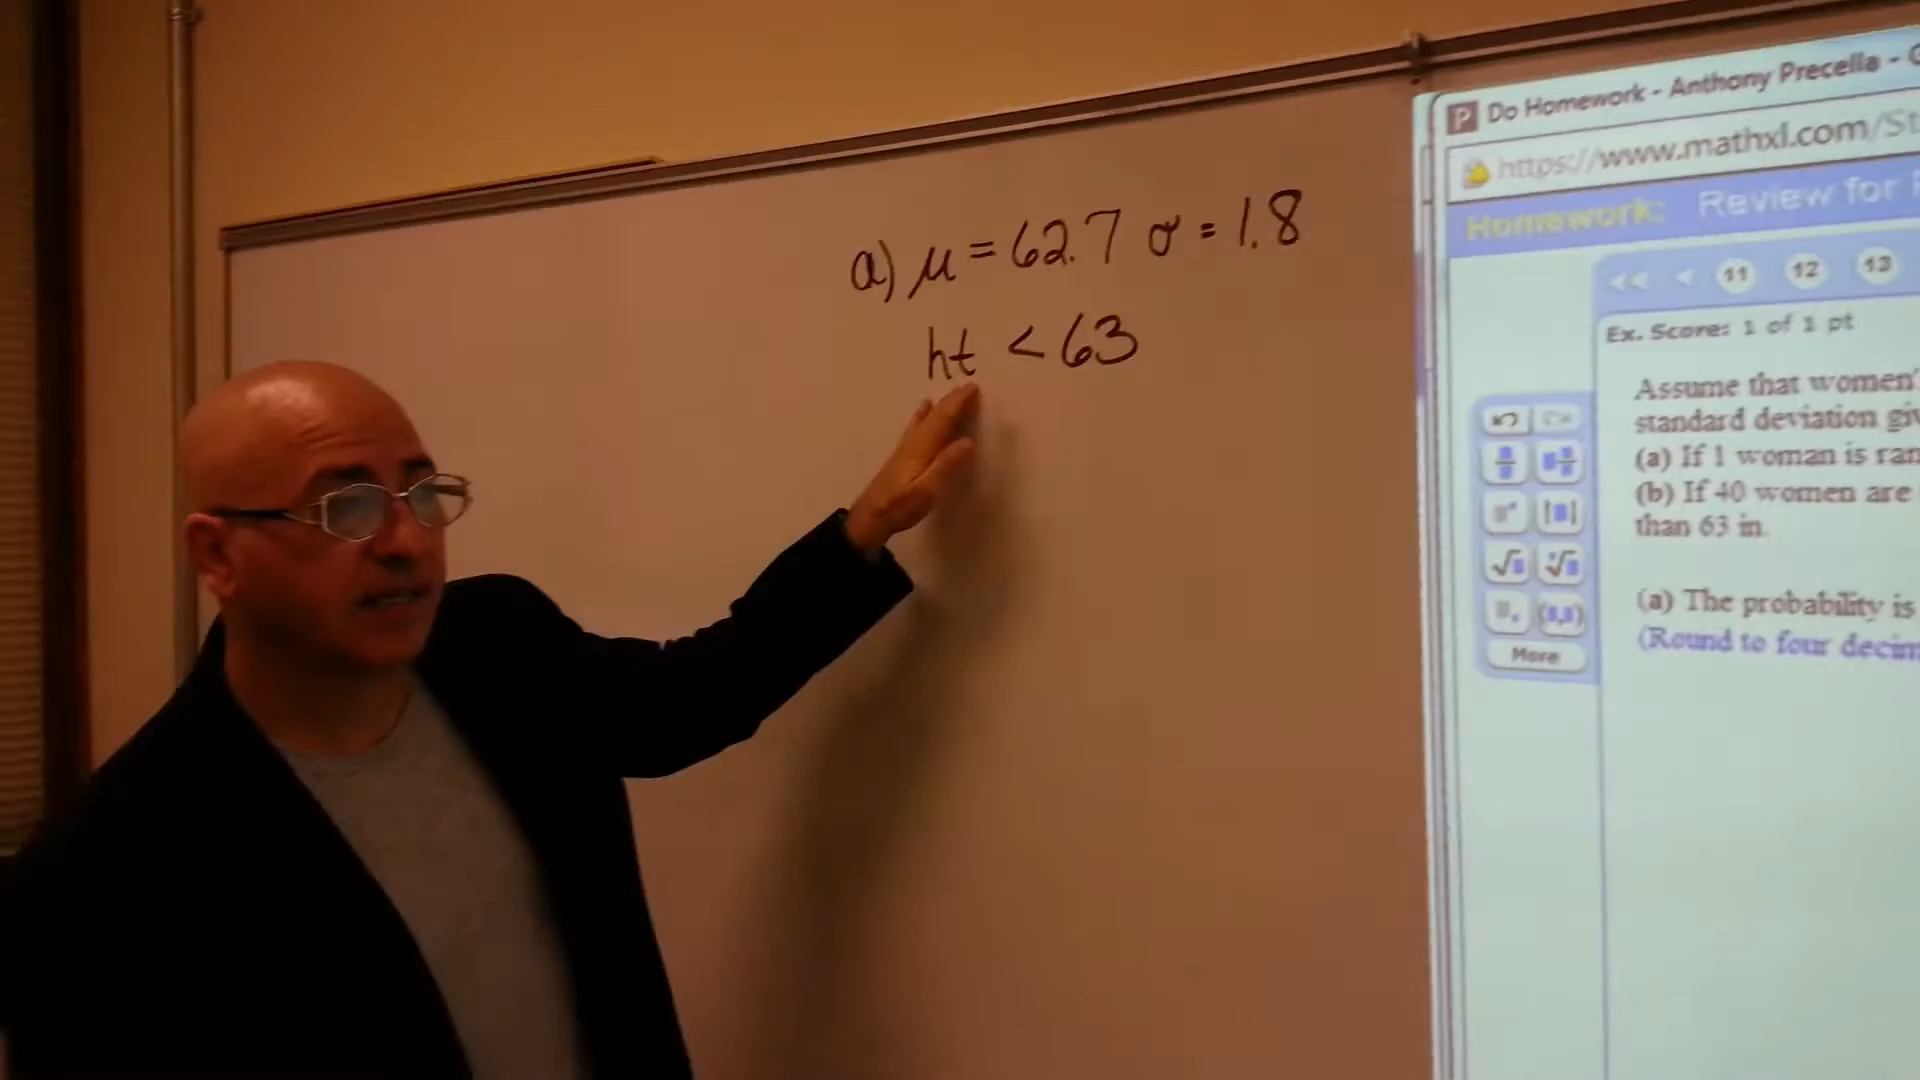 a) μ = 62.7 σ = 1.8
ht < 63
Do Homework - Anthony Precella -
https://www.mathxl.com/St
Homework: Review for
11 12 13
Ex. Score: 1 of 1 pt
Assume that women'
standard deviation giv
(a) If 1 woman is ran
(b) If 40 women are
than 63 in.
(a) The probability is
(Round to four decim
More